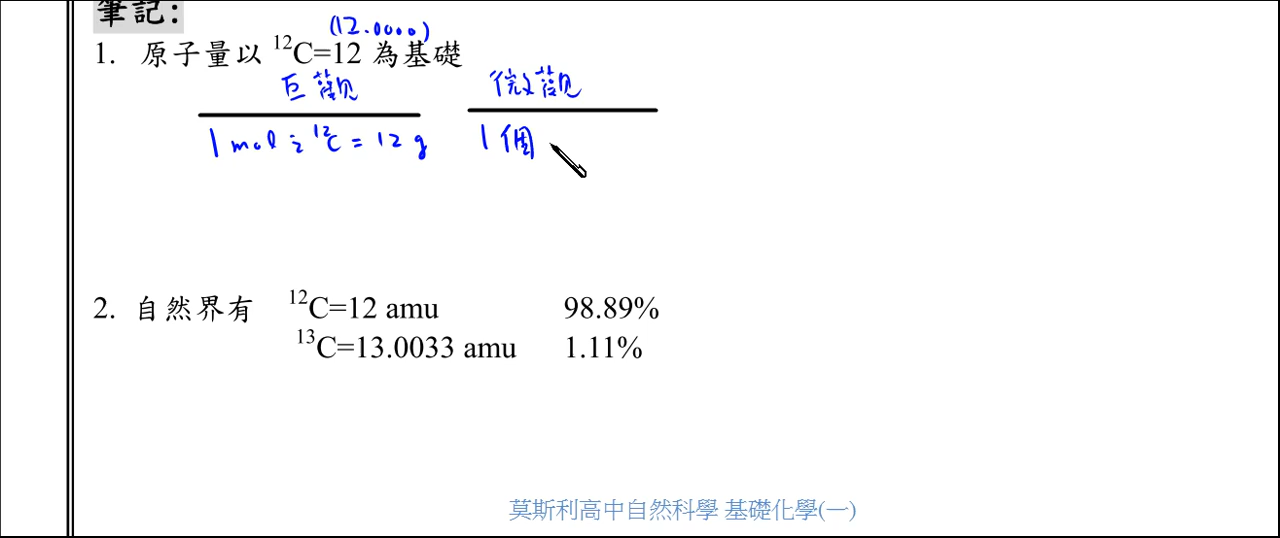 筆記:
(12.0000)
1. 原子量以 ¹²C=12 為基礎
巨觀 微觀
1 mol 之 ¹²C = 12 g 1個
2. 自然界有 ¹²C=12 amu 98.89%
¹³C=13.0033 amu 1.11%
莫斯利高中自然科學 基礎化學(一)